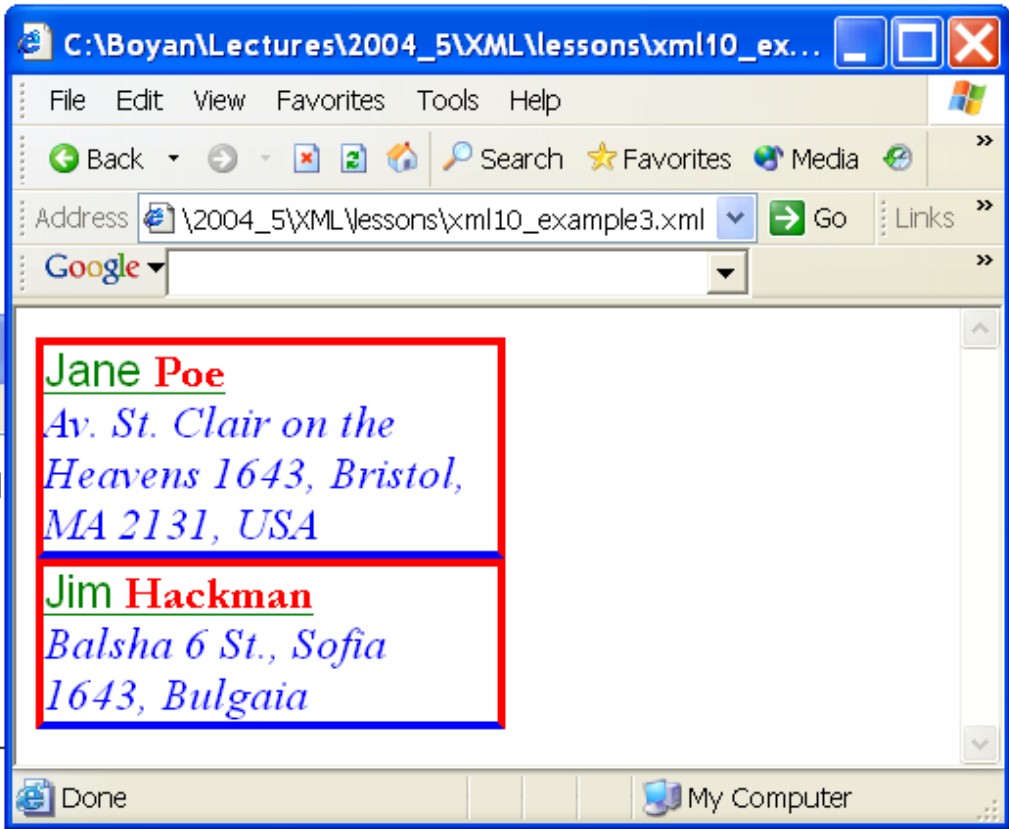 C:\Boyan\Lectures\2004_5\XML\lessons\xml10_ex...
File Edit View Favorites Tools Help
Back Search Favorites Media »
Address \2004_5\XML\lessons\xml10_example3.xml Go Links »
Google »
Jane Poe
Av. St. Clair on the
Heavens 1643, Bristol,
MA 2131, USA
Jim Hackman
Balsha 6 St., Sofia
1643, Bulgaia
Done My Computer